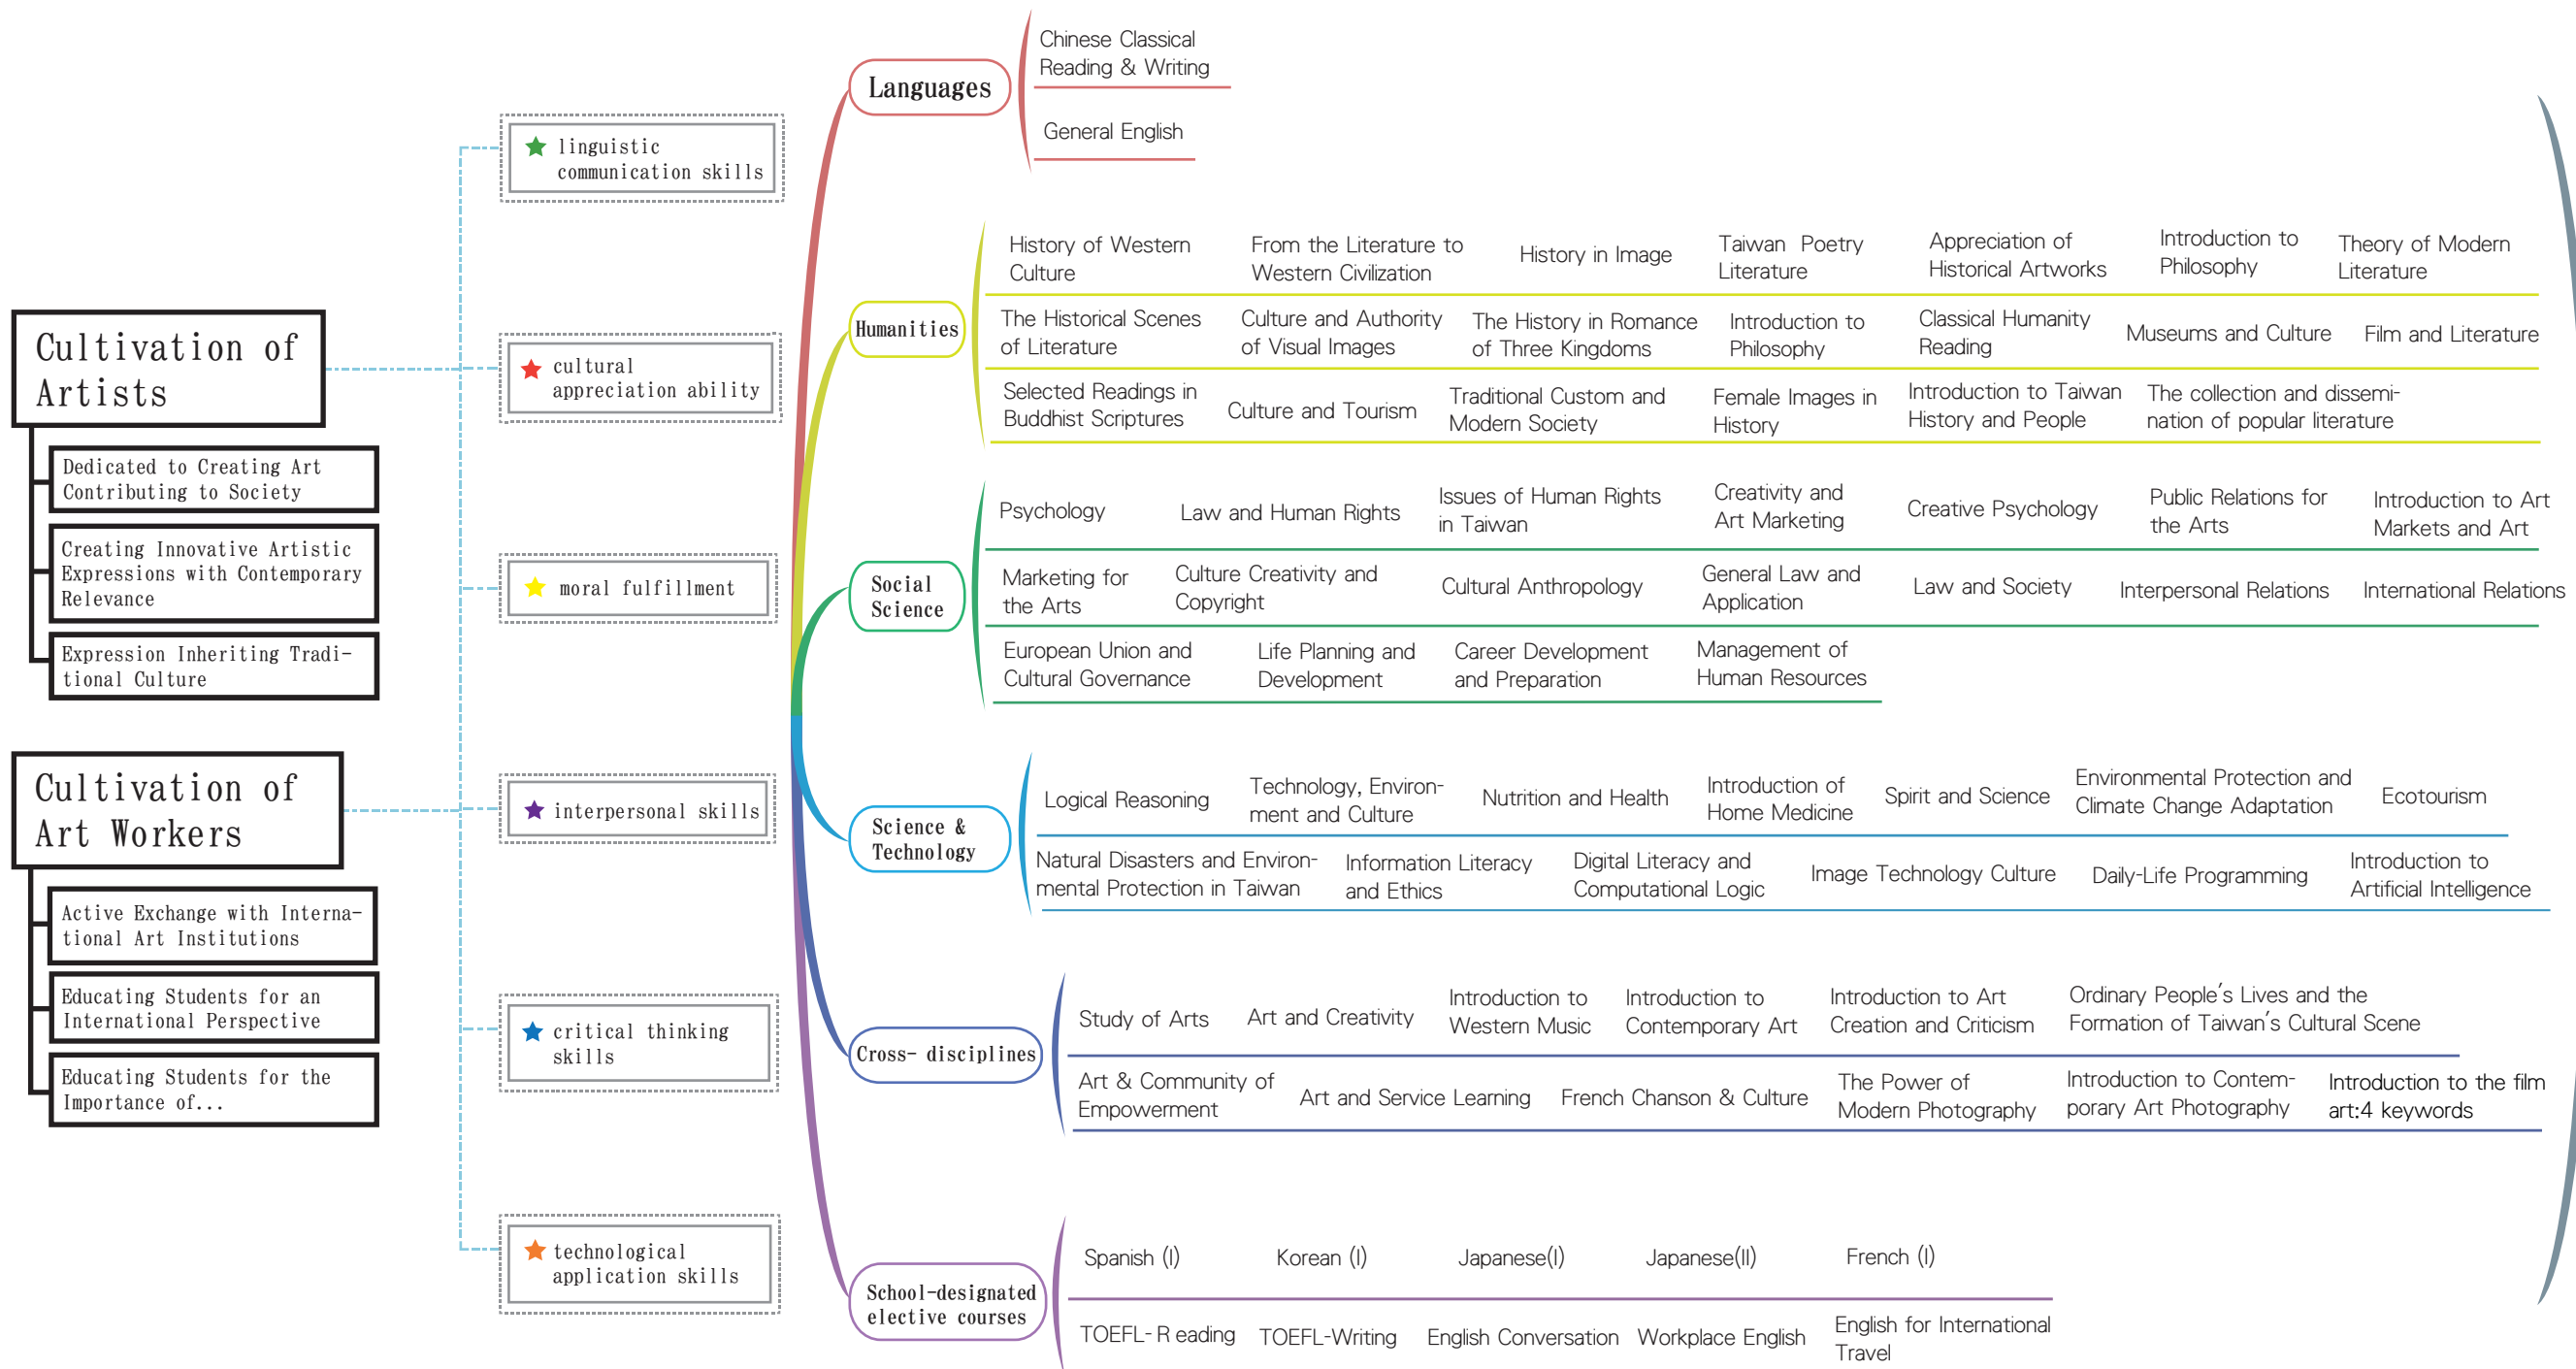 Cultivation of
Artists
Dedicated to Creating Art
Contributing to Society
Creating Innovative Artistic
Expressions with Contemporary
Relevance
Expression Inheriting Tradi-
tional Culture
Cultivation of
Art Workers
Active Exchange with Interna-
tional Art Institutions
Educating Students for an
International Perspective
Educating Students for the
Importance of...
linguistic
communication skills
cultural
appreciation ability
moral fulfillment
interpersonal skills
critical thinking
skills
technological
application skills
Languages
Chinese Classical
Reading & Writing
General English
Humanities
History of Western
Culture
From the Literature to
Western Civilization
History in Image
Taiwan Poetry
Literature
Appreciation of
Historical Artworks
Introduction to
Philosophy
Theory of Modern
Literature
The Historical Scenes
of Literature
Culture and Authority
of Visual Images
The History in Romance
of Three Kingdoms
Introduction to
Philosophy
Classical Humanity
Reading
Museums and Culture
Film and Literature
Selected Readings in
Buddhist Scriptures
Culture and Tourism
Traditional Custom and
Modern Society
Female Images in
History
Introduction to Taiwan
History and People
The collection and dissemi-
nation of popular literature
Social
Science
Psychology
Law and Human Rights
Issues of Human Rights
in Taiwan
Creativity and
Art Marketing
Creative Psychology
Public Relations for
the Arts
Introduction to Art
Markets and Art
Marketing for
the Arts
Culture Creativity and
Copyright
Cultural Anthropology
General Law and
Application
Law and Society
Interpersonal Relations
International Relations
European Union and
Cultural Governance
Life Planning and
Development
Career Development
and Preparation
Management of
Human Resources
Science &
Technology
Logical Reasoning
Technology, Environ-
ment and Culture
Nutrition and Health
Introduction of
Home Medicine
Spirit and Science
Environmental Protection and
Climate Change Adaptation
Ecotourism
Natural Disasters and Environ-
mental Protection in Taiwan
Information Literacy
and Ethics
Digital Literacy and
Computational Logic
Image Technology Culture
Daily-Life Programming
Introduction to
Artificial Intelligence
Cross- disciplines
Study of Arts
Art and Creativity
Introduction to
Western Music
Introduction to
Contemporary Art
Introduction to Art
Creation and Criticism
Ordinary People's Lives and the
Formation of Taiwan's Cultural Scene
Art & Community of
Empowerment
Art and Service Learning
French Chanson & Culture
The Power of
Modern Photography
Introduction to Contem-
porary Art Photography
Introduction to the film
art:4 keywords
School-designated
elective courses
Spanish (I)
Korean (I)
Japanese(I)
Japanese(II)
French (I)
TOEFL- R eading
TOEFL-Writing
English Conversation
Workplace English
English for International
Travel